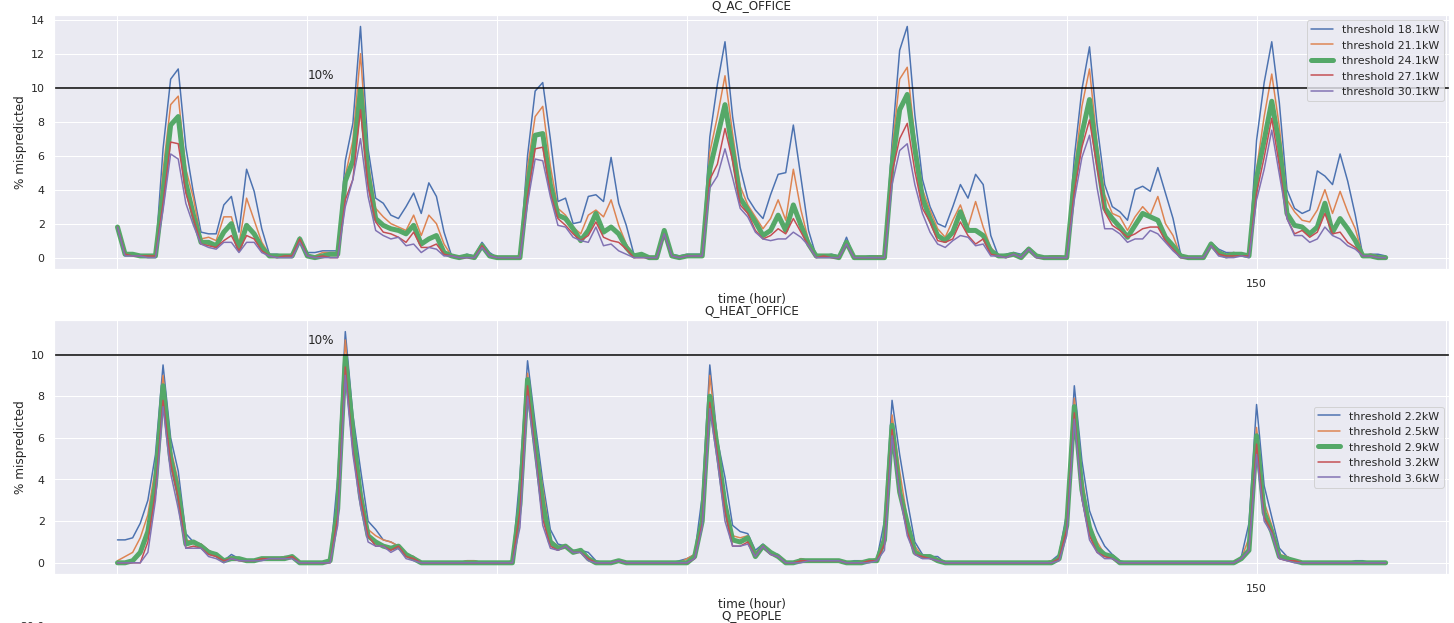 Q_AC_OFFICE
14
12
10
8
6
4
2
0
% mispredicted
10%
threshold 18.1kW
threshold 21.1kW
threshold 24.1kW
threshold 27.1kW
threshold 30.1kW
150
time (hour)
Q_HEAT_OFFICE
10
8
6
4
2
0
% mispredicted
10%
threshold 2.2kW
threshold 2.5kW
threshold 2.9kW
threshold 3.2kW
threshold 3.6kW
150
time (hour)
Q_PEOPLE